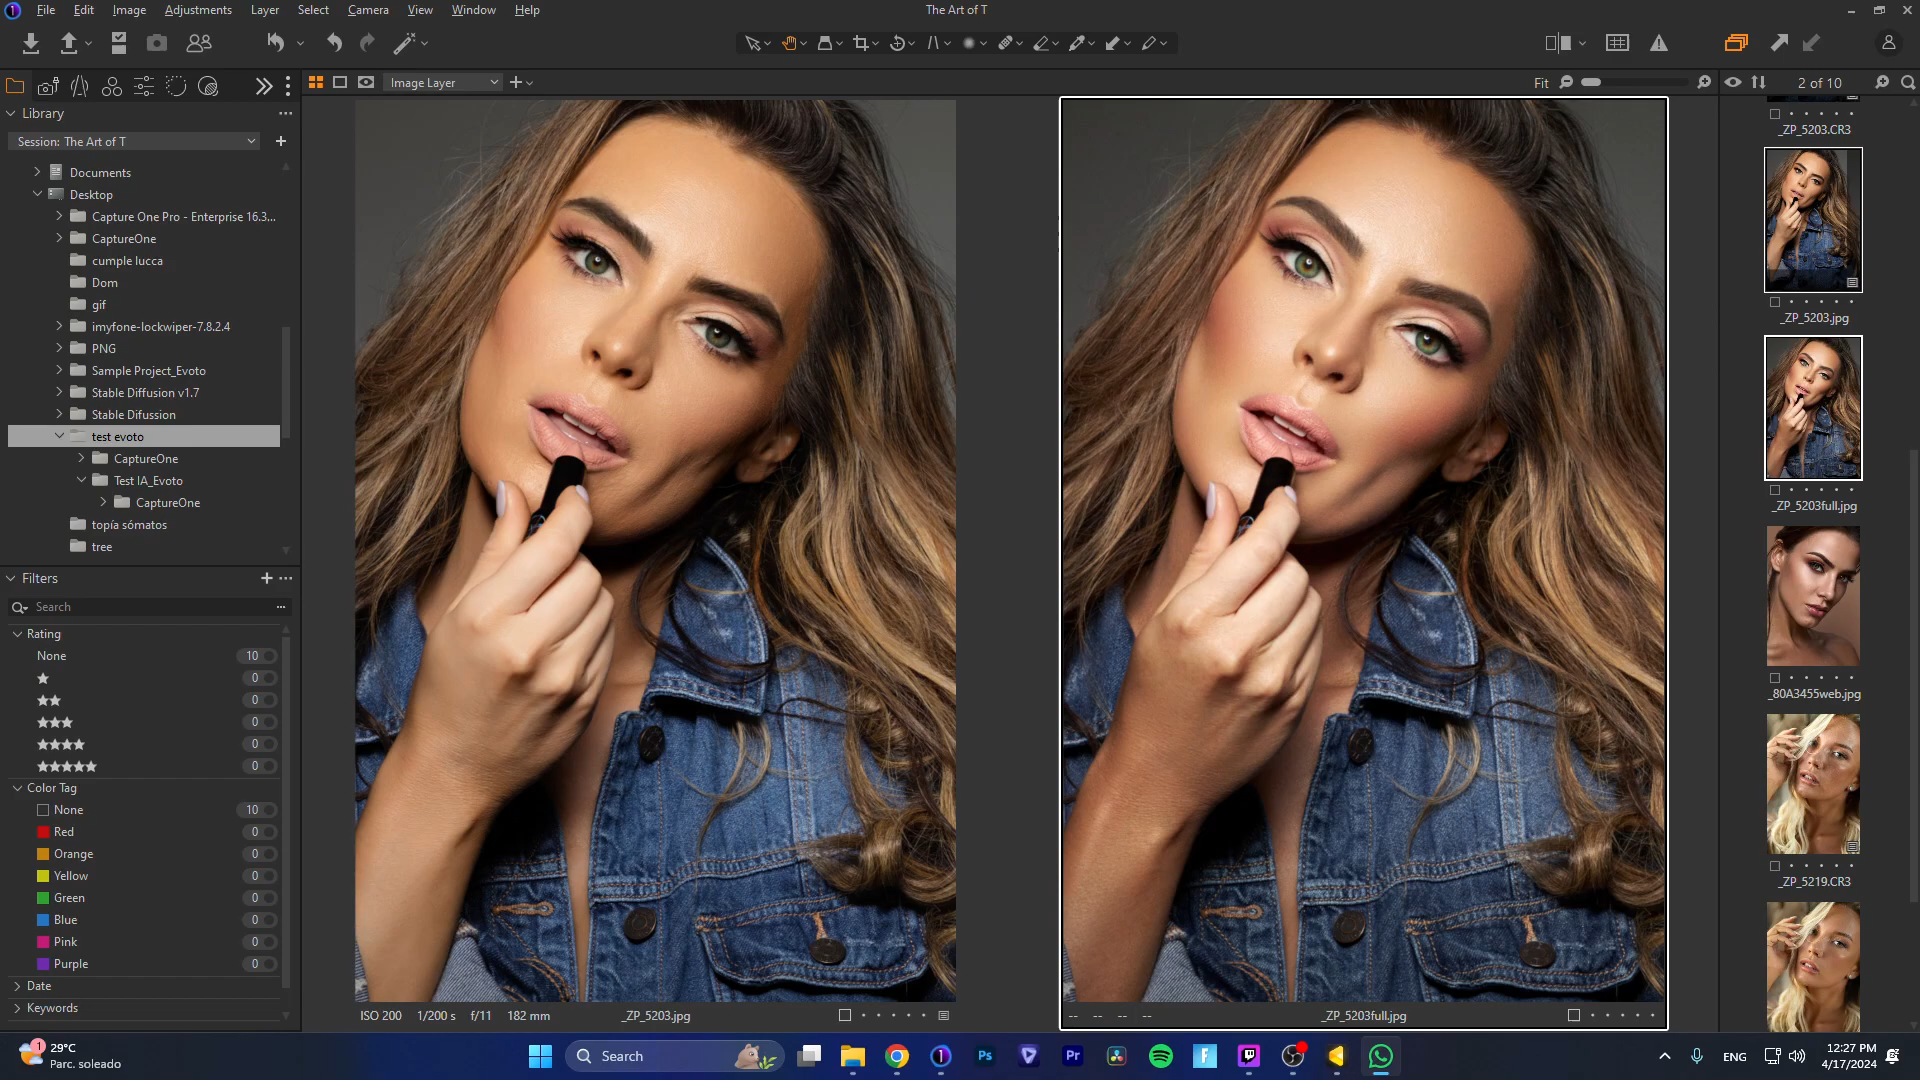 File Edit Image Adjustments Layer Select Camera View Window Help
The Art of T
Image Layer
Fit
2 of 10
Library
Session: The Art of T
Documents
Desktop
Capture One Pro - Enterprise 16.3...
CaptureOne
cumple lucca
Dom
gif
imyfone-lockwiper-7.8.2.4
PNG
Sample Project_Evoto
Stable Diffusion v1.7
Stable Difussion
test evoto
CaptureOne
Test IA_Evoto
CaptureOne
topía sómatos
tree
Filters
Search
Rating
None 10
0
0
0
0
0
Color Tag
None 10
Red 0
Orange 0
Yellow 0
Green 0
Blue 0
Pink 0
Purple 0
Date
Keywords
ISO 200 1/200 s f/11 182 mm _ZP_5203.jpg
-- -- -- -- _ZP_5203full.jpg
_ZP_5203.CR3
_ZP_5203.jpg
_ZP_5203full.jpg
_80A3455web.jpg
_ZP_5219.CR3
1
29°C
Parc. soleado
Search
Ps
Pr
ENG
12:27 PM
4/17/2024